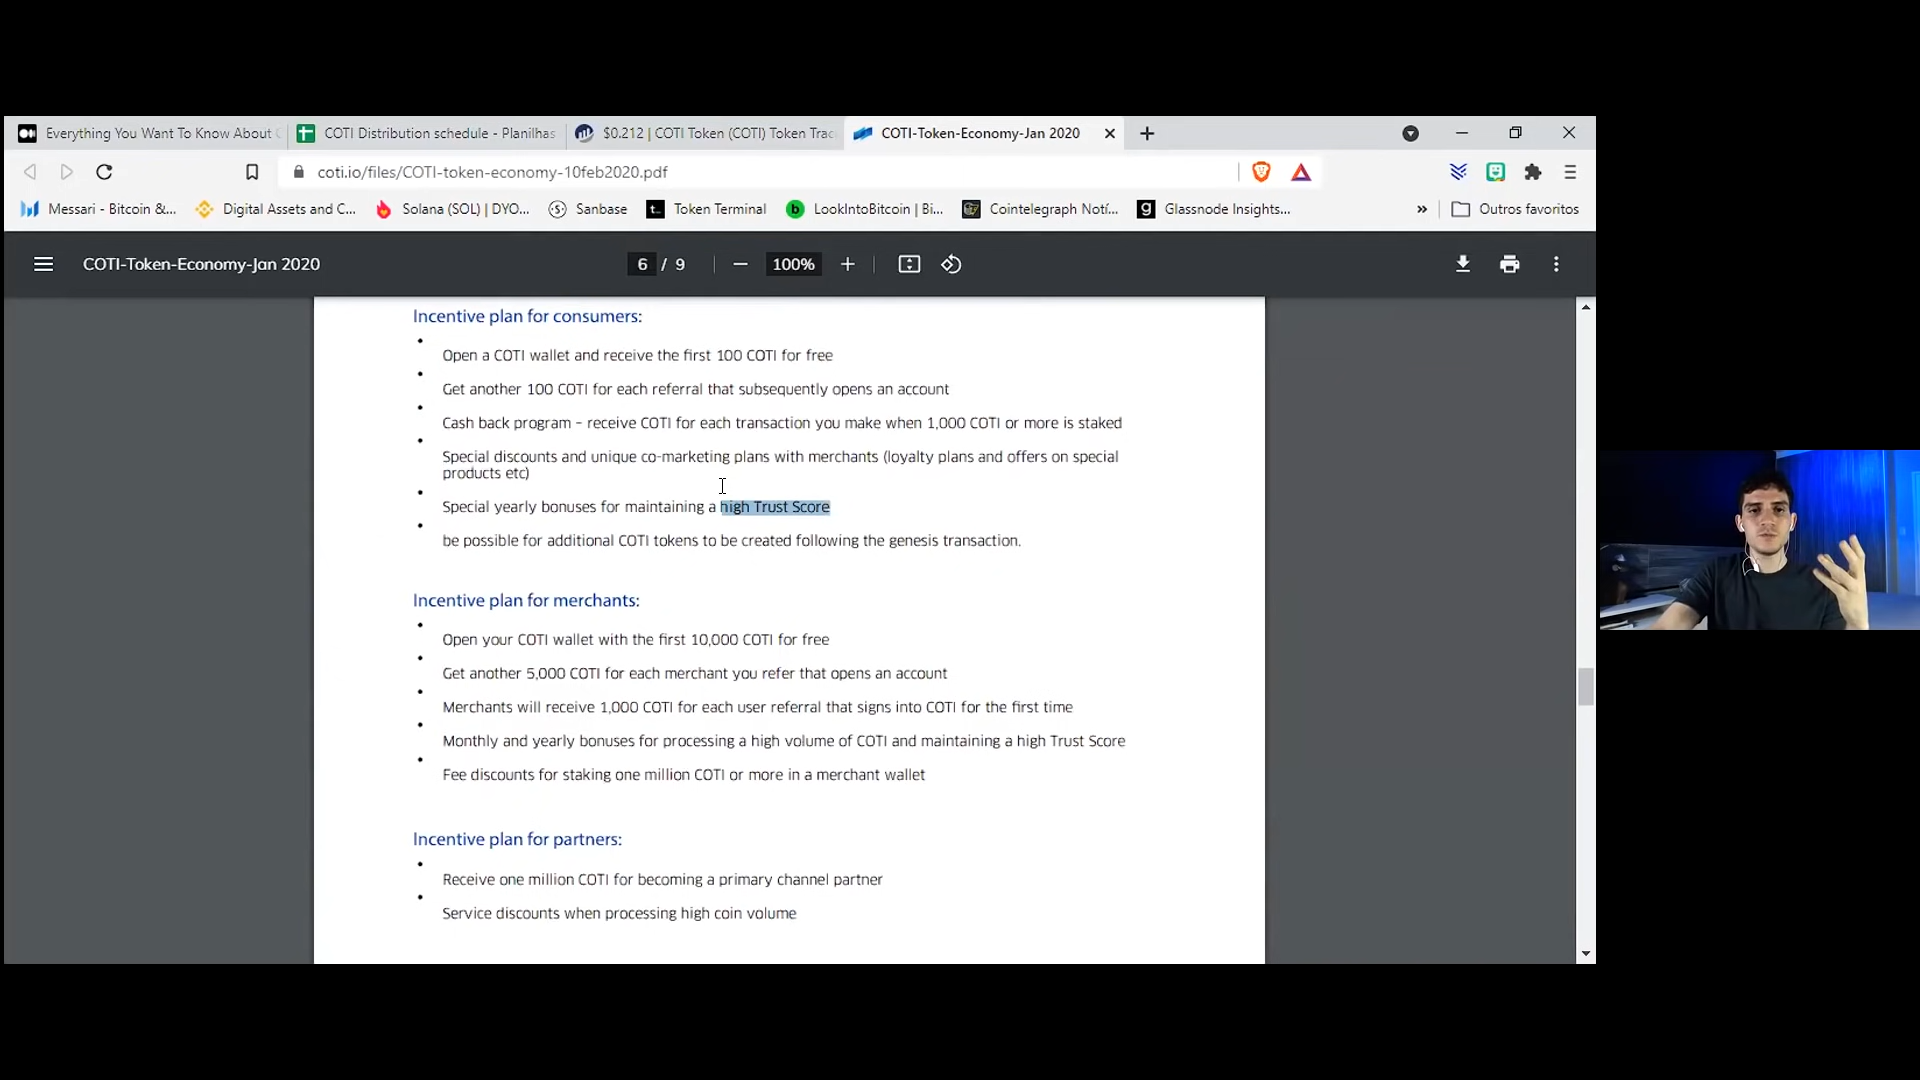 Everything You Want To Know About
COTI Distribution schedule - Planilhas
$0.212 | COTI Token (COTI) Token Trac
COTI-Token-Economy-Jan 2020
coti.io/files/COTI-token-economy-10feb2020.pdf
Messari - Bitcoin &...
Digital Assets and C...
Solana (SOL) | DYO...
Sanbase
Token Terminal
LookIntoBitcoin | Bi...
Cointelegraph Notí...
Glassnode Insights...
»
Outros favoritos
COTI-Token-Economy-Jan 2020
6 / 9
100%
Incentive plan for consumers:
• Open a COTI wallet and receive the first 100 COTI for free
• Get another 100 COTI for each referral that subsequently opens an account
• Cash back program – receive COTI for each transaction you make when 1,000 COTI or more is staked
• Special discounts and unique co-marketing plans with merchants (loyalty plans and offers on special
products etc)
• Special yearly bonuses for maintaining a high Trust Score
• be possible for additional COTI tokens to be created following the genesis transaction.
Incentive plan for merchants:
• Open your COTI wallet with the first 10,000 COTI for free
• Get another 5,000 COTI for each merchant you refer that opens an account
• Merchants will receive 1,000 COTI for each user referral that signs into COTI for the first time
• Monthly and yearly bonuses for processing a high volume of COTI and maintaining a high Trust Score
• Fee discounts for staking one million COTI or more in a merchant wallet
Incentive plan for partners:
• Receive one million COTI for becoming a primary channel partner
• Service discounts when processing high coin volume